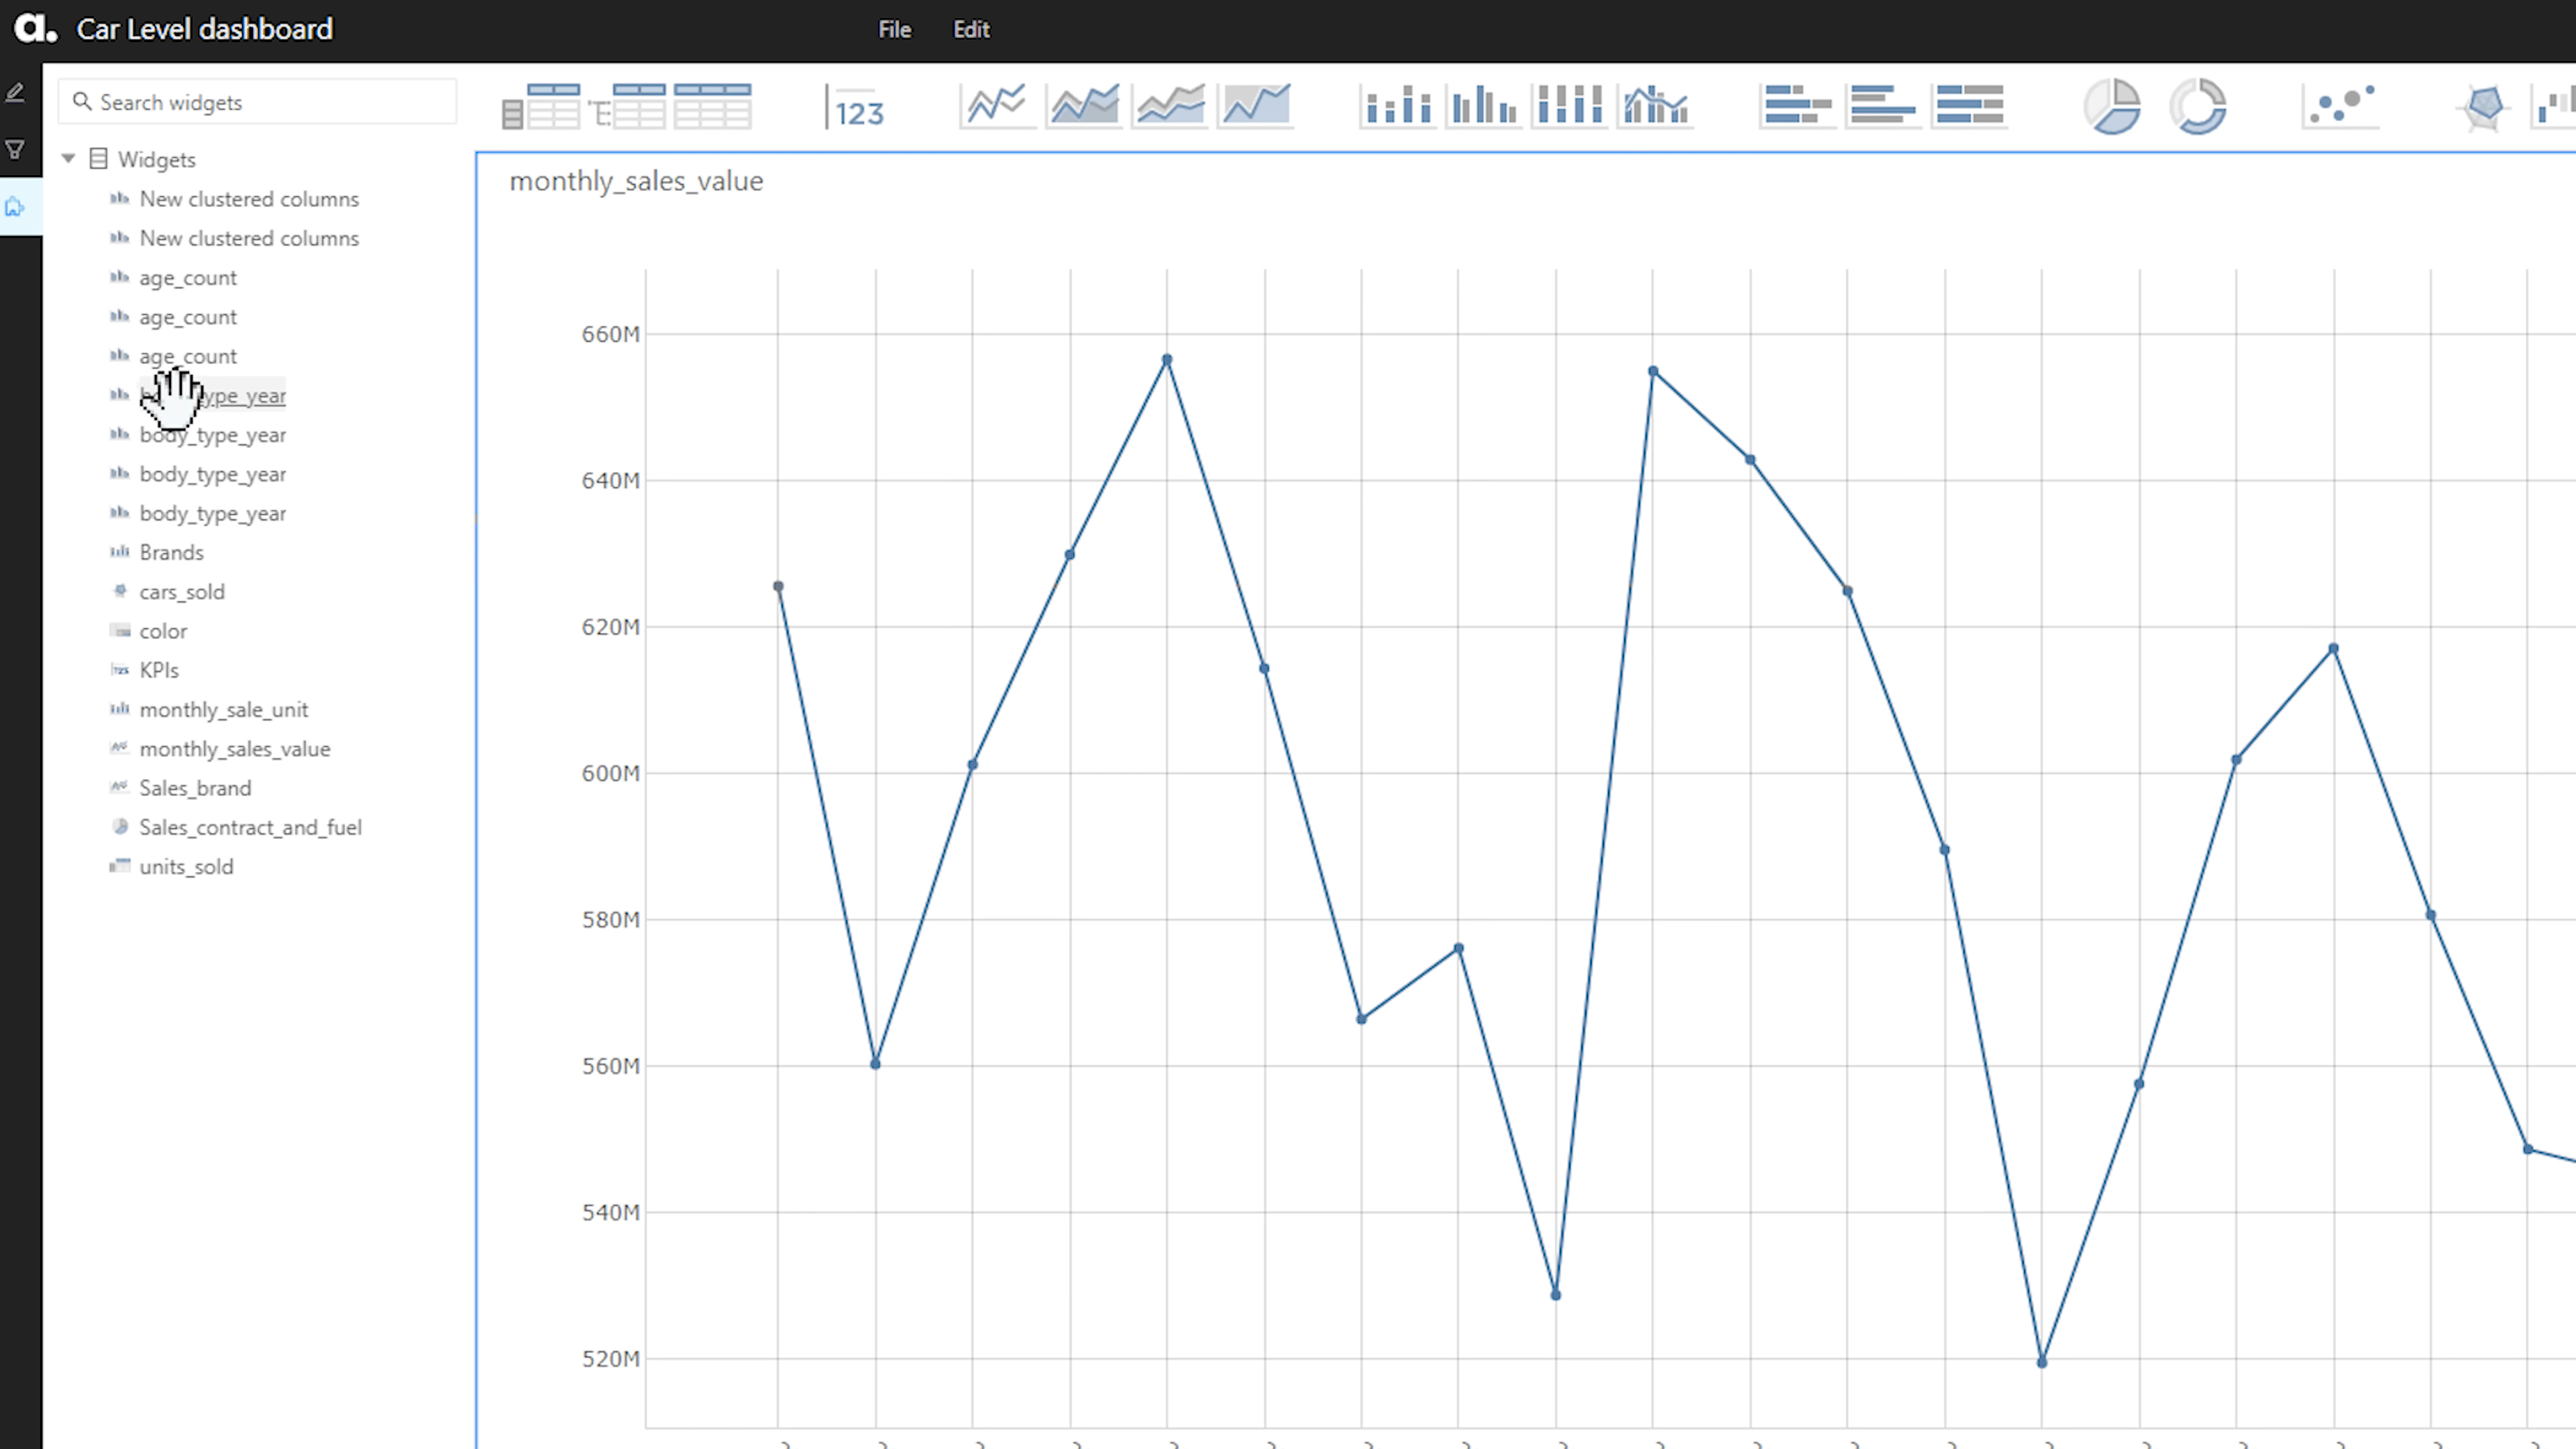 a. Car Level dashboard File Edit
Search widgets
123
Widgets
New clustered columns
New clustered columns
age_count
age_count
age_count
ype_year
body_type_year
body_type_year
body_type_year
Brands
cars_sold
color
KPIs
monthly_sale_unit
monthly_sales_value
Sales_brand
Sales_contract_and_fuel
units_sold
monthly_sales_value
660M
640M
620M
600M
580M
560M
540M
520M